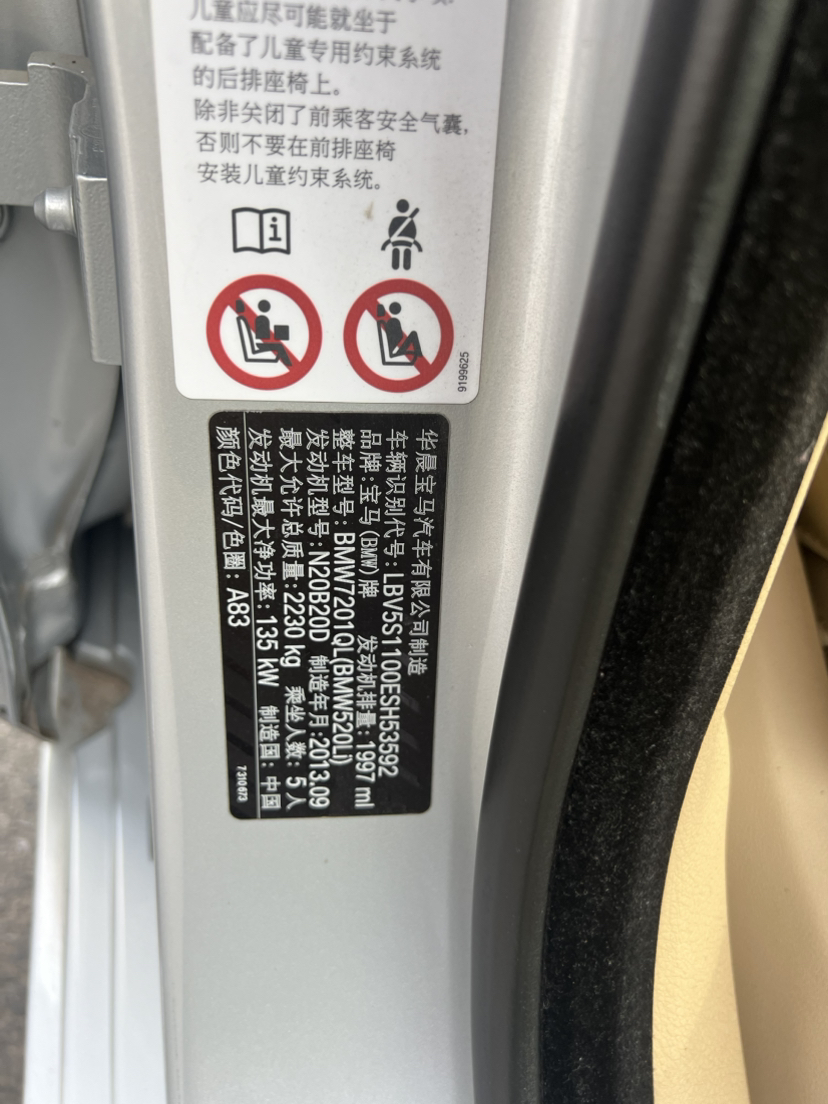 儿童应尽可能就坐于
配备了儿童专用约束系统
的后排座椅上。
除非关闭了前乘客安全气囊，
否则不要在前排座椅
安装儿童约束系统。
9199625
华晨宝马汽车有限公司制造
车辆识别代号：LBV5S1100ESH53592
品牌：宝马(BMW)牌 发动机排量：1997 ml
整车型号：BMW7201QL(BMW520Li)
发动机型号：N20B20D 制造年月：2013.09
最大允许总质量：2230 kg 乘坐人数：5人
发动机最大净功率：135 kW 制造国：中国
颜色代码/色圈：A83
7 310 673